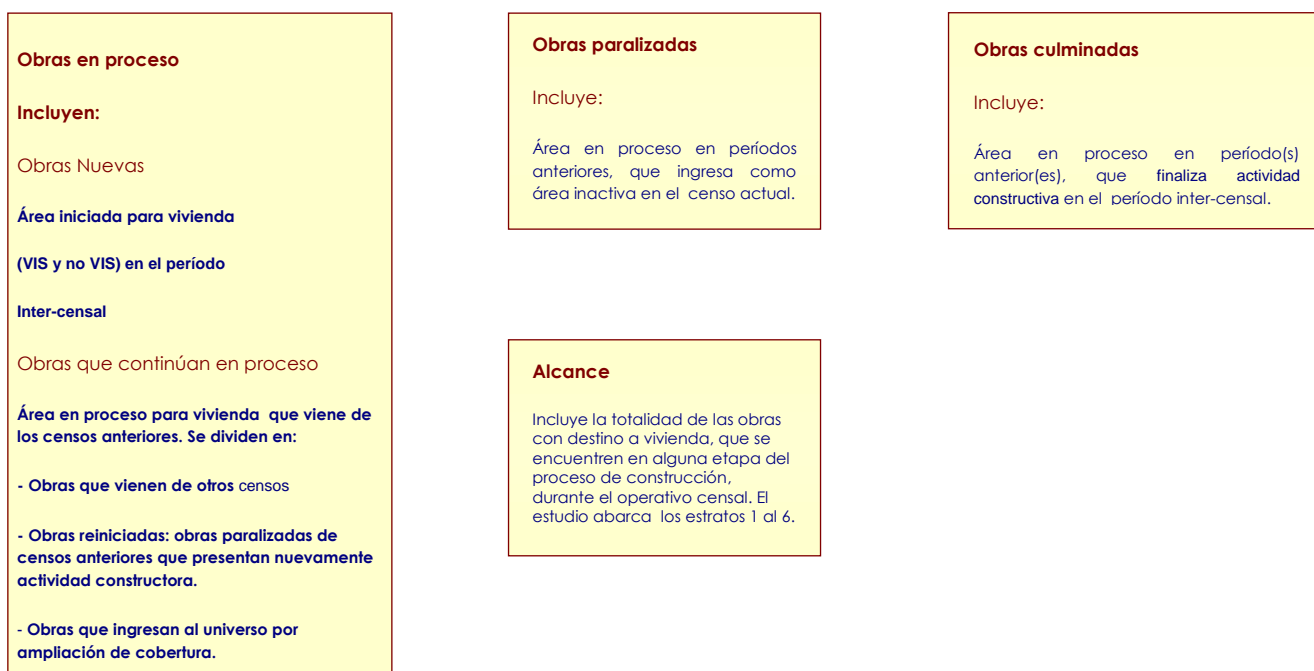 Obras en proceso
Incluyen:
Obras Nuevas
Área iniciada para vivienda
(VIS y no VIS) en el período
Inter-censal
Obras que continúan en proceso
Área en proceso para vivienda que viene de
los censos anteriores. Se dividen en:
- Obras que vienen de otros censos
- Obras reiniciadas: obras paralizadas de
censos anteriores que presentan nuevamente
actividad constructora.
- Obras que ingresan al universo por
ampliación de cobertura.
Obras paralizadas
Incluye:
Área en proceso en períodos
anteriores, que ingresa como
área inactiva en el censo actual.
Alcance
Incluye la totalidad de las obras
con destino a vivienda, que se
encuentren en alguna etapa del
proceso de construcción,
durante el operativo censal. El
estudio abarca los estratos 1 al 6.
Obras culminadas
Incluye:
Área en proceso en período(s)
anterior(es), que finaliza actividad
constructiva en el período inter-censal.